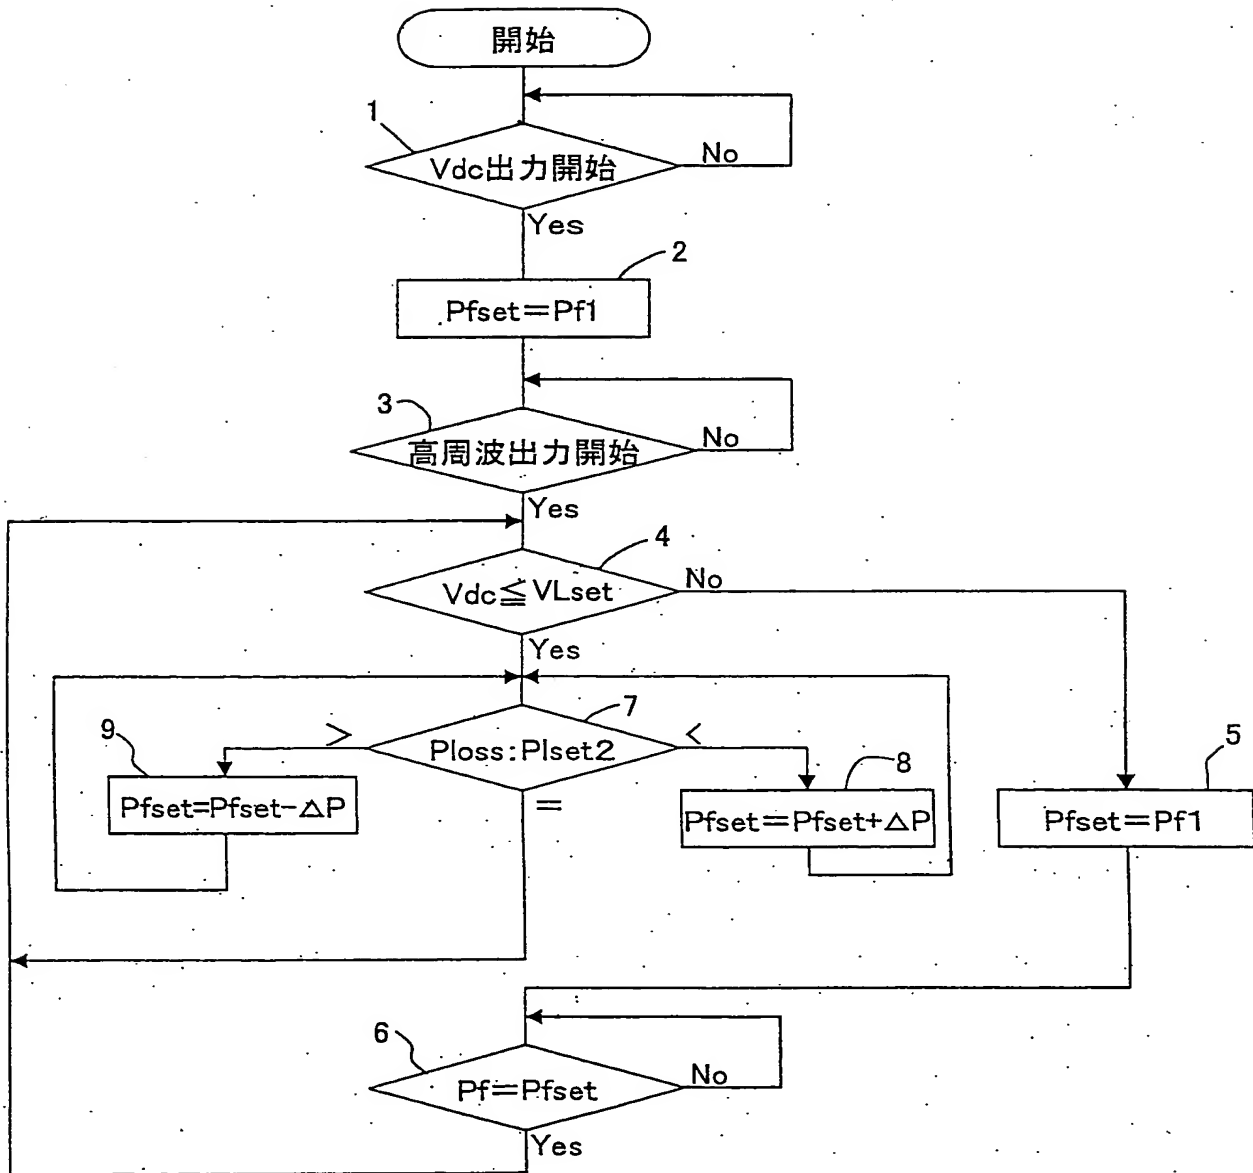 開始
1
Vdc出力開始
No
Yes
2
Pfset=Pf1
3
高周波出力開始
No
Yes
4
Vdc≦VLset
No
Yes
7
>
Ploss:Plset2
<
=
9
Pfset=Pfset-△P
8
Pfset=Pfset+△P
5
Pfset=Pf1
6
Pf=Pfset
No
Yes